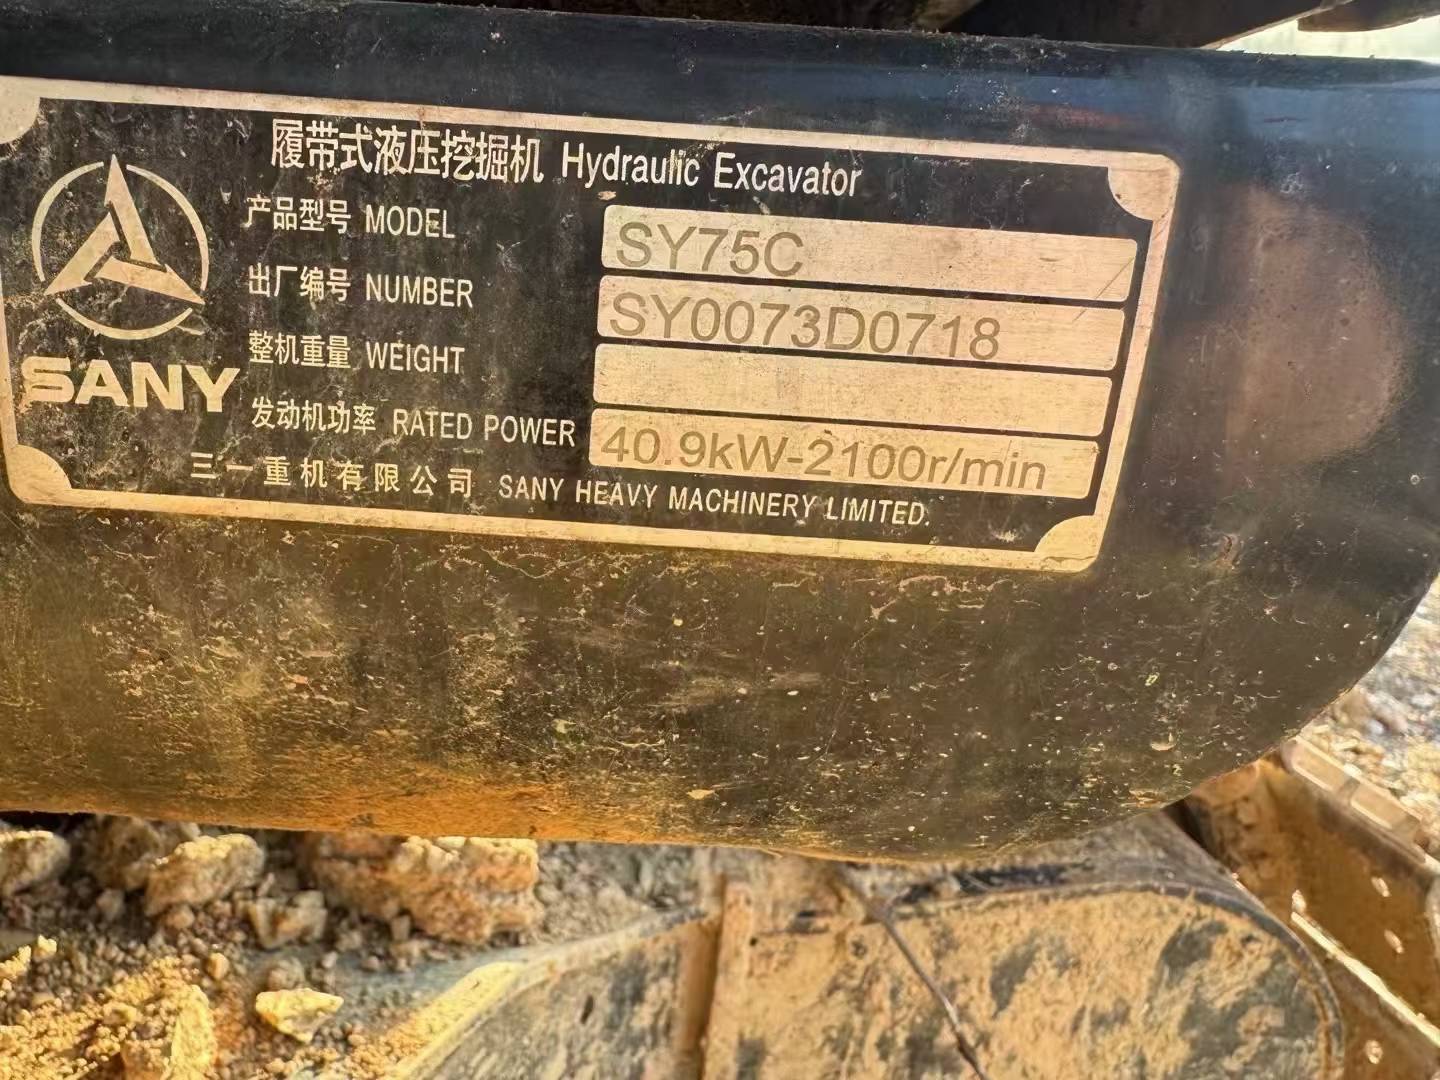 履带式液压挖掘机 Hydraulic Excavator
产品型号 MODEL SY75C
出厂编号 NUMBER SY0073D0718
整机重量 WEIGHT
发动机功率 RATED POWER 40.9kW-2100r/min
SANY
三一重机有限公司 SANY HEAVY MACHINERY LIMITED.